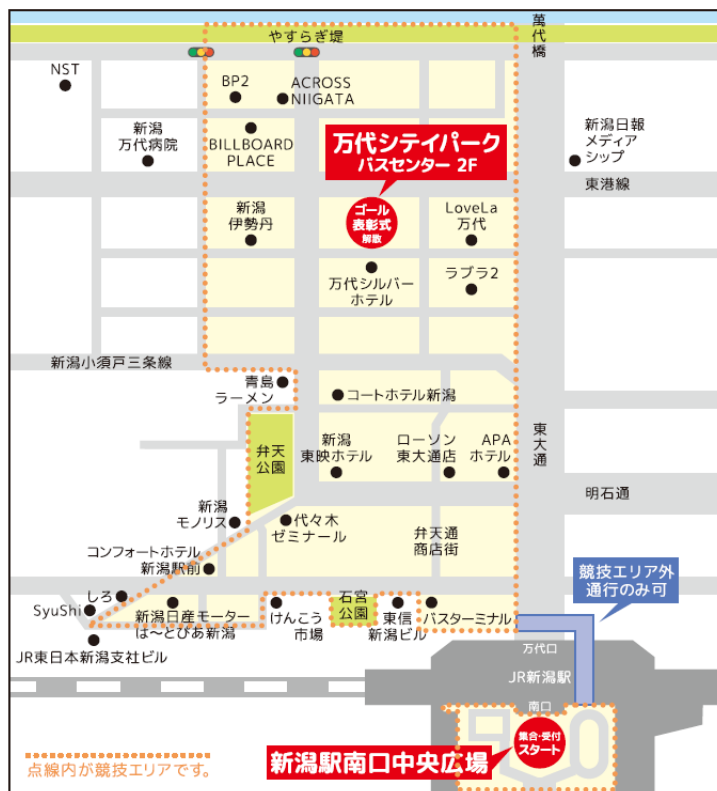 やすらぎ堤
萬代橋
NST
BP2
ACROSS
NIIGATA
新潟
万代病院
BILLBOARD
PLACE
万代シテイパーク
バスセンター 2F
新潟日報
メディア
シップ
東港線
新潟
伊勢丹
ゴール
表彰式
解散
LoveLa
万代
万代シルバー
ホテル
ラブラ2
新潟小須戸三条線
青島
ラーメン
コートホテル新潟
弁天
公園
新潟
東映ホテル
ローソン
東大通店
APA
ホテル
東大通
明石通
新潟
モノリス
代々木
ゼミナール
弁天通
商店街
コンフォートホテル
新潟駅前
競技エリア外
通行のみ可
しろ
SyuShi
新潟日産モーター
は~とぴあ新潟
けんこう
市場
石宮
公園
東信
新潟ビル
バスターミナル
JR東日本新潟支社ビル
万代口
JR新潟駅
南口
集合・受付
スタート
新潟駅南口中央広場
点線内が競技エリアです。